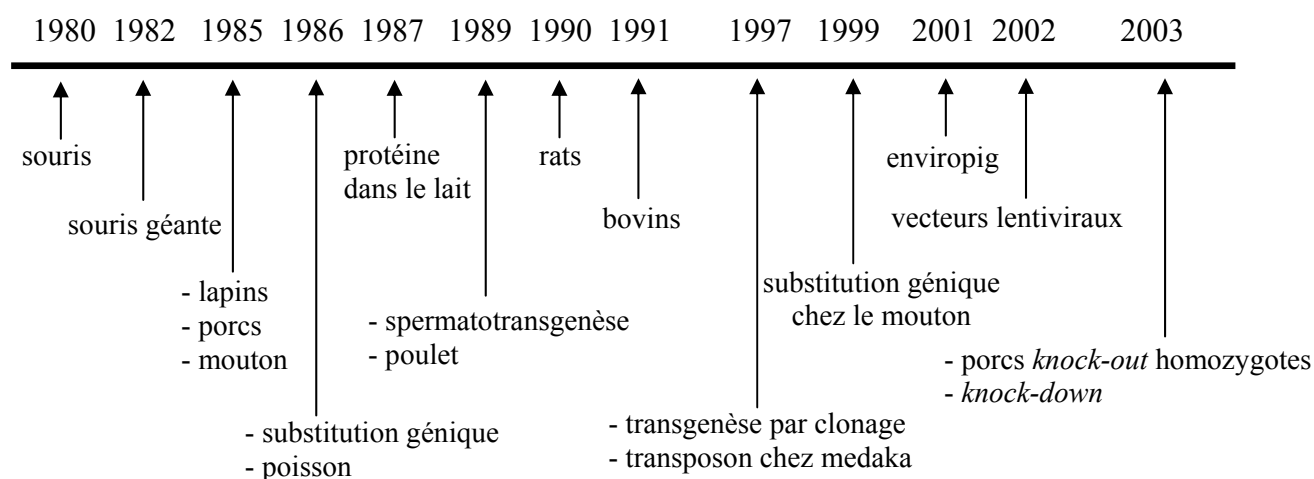 1980 1982 1985 1986 1987 1989 1990 1991 1997 1999 2001 2002 2003
souris
souris géante
- lapins
- porcs
- mouton
- substitution génique
- poisson
protéine
dans le lait
- spermatotransgenèse
- poulet
rats
bovins
- transgenèse par clonage
- transposon chez medaka
substitution génique
chez le mouton
enviropig
vecteurs lentiviraux
- porcs knock-out homozygotes
- knock-down